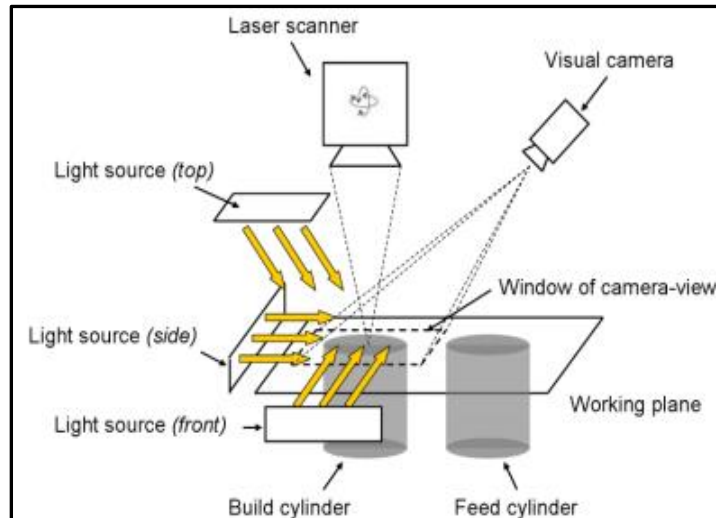 Laser scanner
Visual camera
Light source (top)
Window of camera-view
Light source (side)
Working plane
Light source (front)
Build cylinder
Feed cylinder